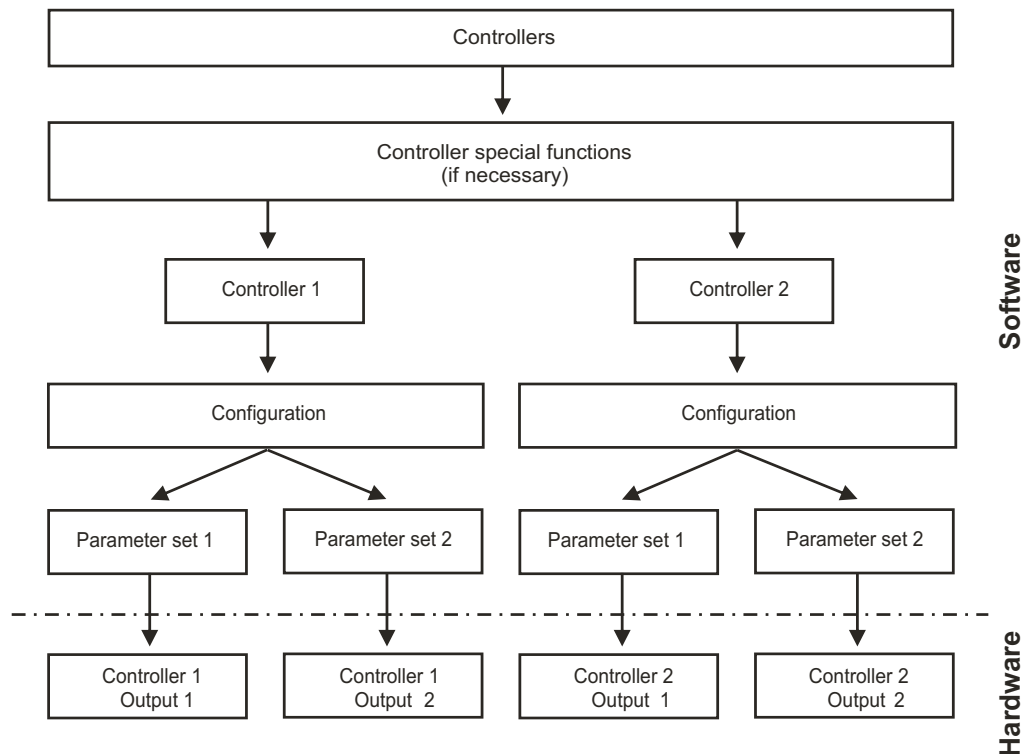 Controllers
Controller special functions
(if necessary)
Controller 1
Controller 2
Configuration
Configuration
Parameter set 1
Parameter set 2
Parameter set 1
Parameter set 2
Controller 1
Output 1
Controller 1
Output 2
Controller 2
Output 1
Controller 2
Output 2
Software
Hardware